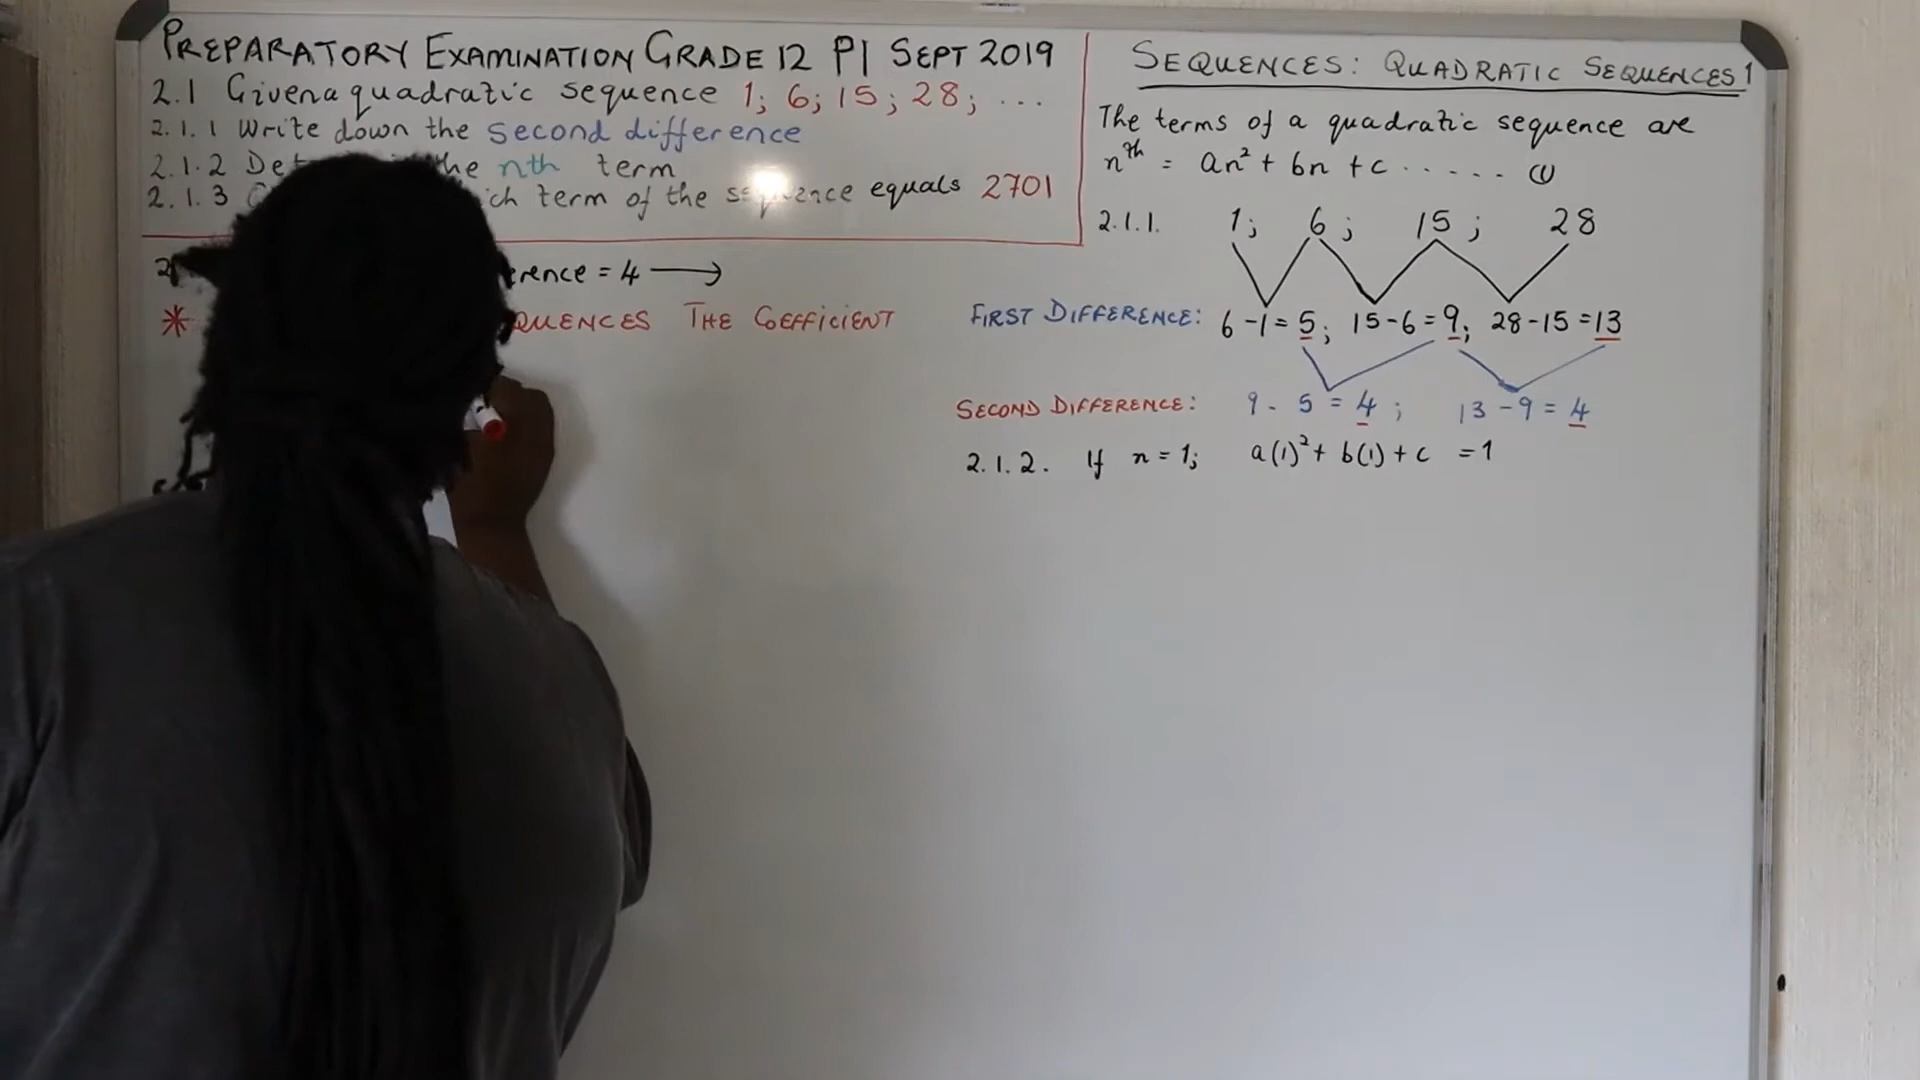 PREPARATORY EXAMINATION GRADE 12 P1 SEPT 2019
2.1 Given a quadratic sequence 1; 6; 15; 28; ...
2.1.1 Write down the second difference
2.1.2 the nth term
2.1.3 term of the sequence equals 2701
= 4 ⟶
* THE COEFFICIENT
SEQUENCES: QUADRATIC SEQUENCES 1
The terms of a quadratic sequence are
nth = an² + bn + c ..... (1)
2.1.1. 1; 6; 15; 28
FIRST DIFFERENCE: 6 - 1 = 5; 15 - 6 = 9; 28 - 15 = 13
SECOND DIFFERENCE: 9 - 5 = 4; 13 - 9 = 4
2.1.2. If n = 1; a(1)² + b(1) + c = 1